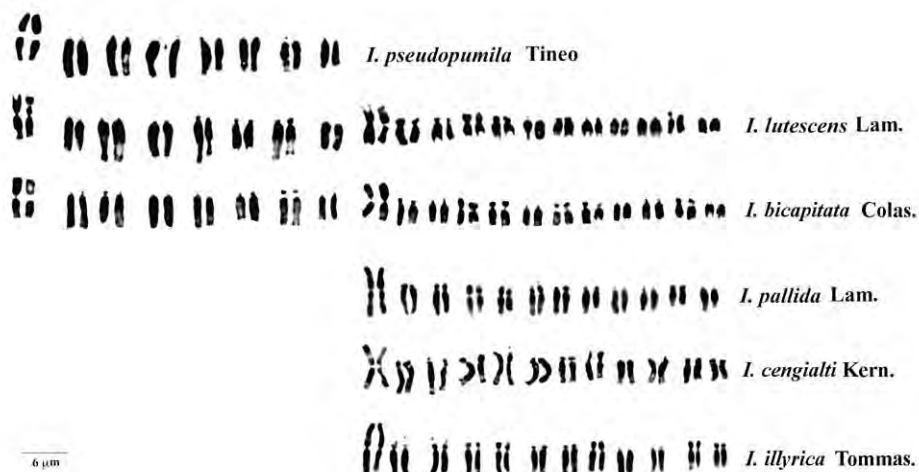 I. pseudopumila Tineo
I. lutescens Lam.
I. bicapitata Colas.
I. pallida Lam.
I. cengialti Kern.
I. illyrica Tommas.
6 μm